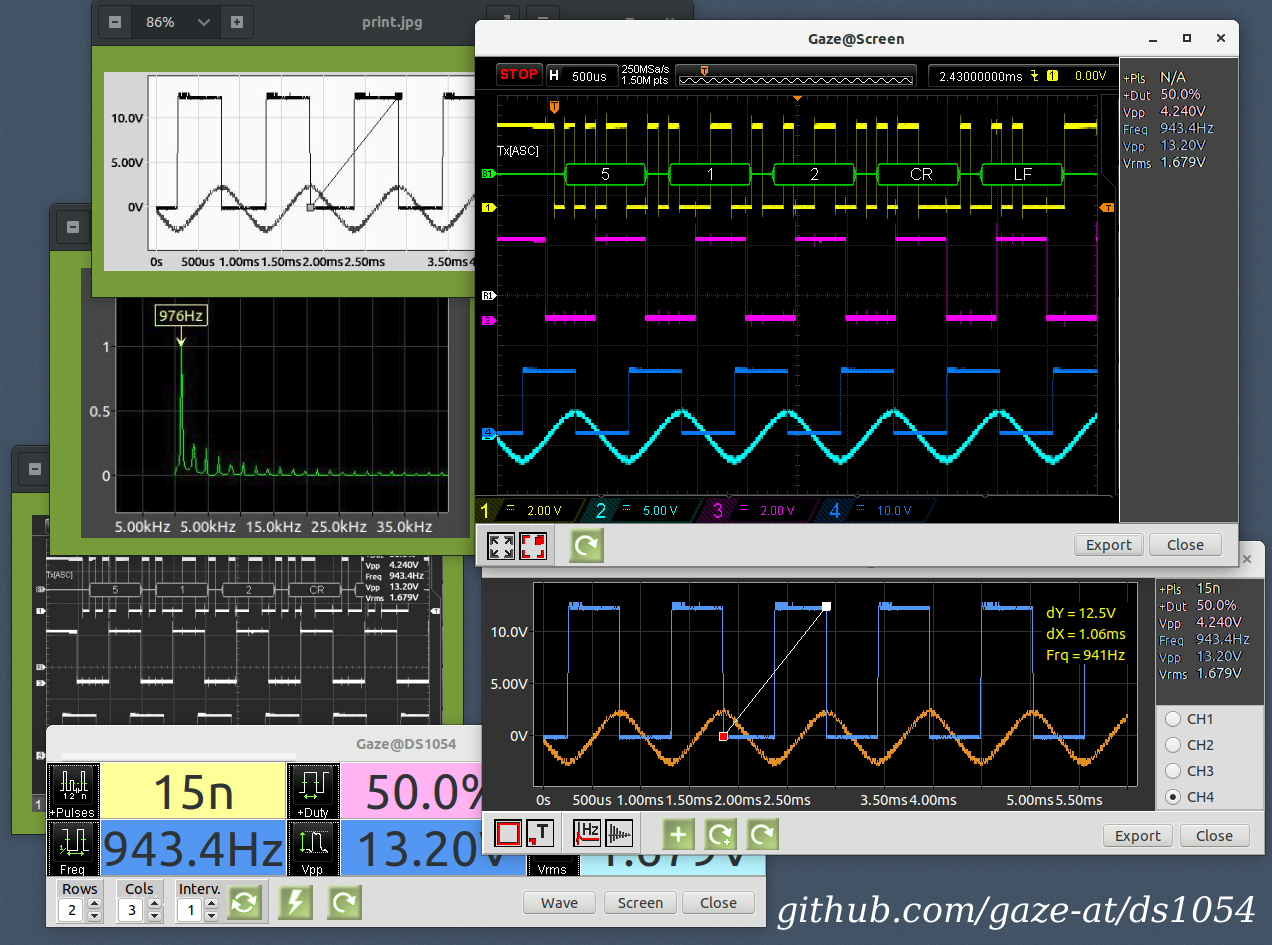 86%
print.jpg
10.0V
5.00V
0V
0s 500us 1.00ms 1.50ms 2.00ms 2.50ms 3.50ms
976Hz
1
0.5
0
5.00kHz 5.00kHz 15.0kHz 25.0kHz 35.0kHz
Tx[ASC]
5 1 2 CR
Vpp 4.240V
Freq 943.4Hz
Vpp 13.20V
Vrms 1.679V
1
Gaze@Screen
STOP H 500us 250MSa/s
1.50M pts
T
2.43000000ms 1 0.00V
+Pls N/A
+Dut 50.0%
Vpp 4.240V
Freq 943.4Hz
Vpp 13.20V
Vrms 1.679V
T
Tx[ASC]
B1 5 1 2 CR LF
1 T
R1
3
4
1 2.00 V 2 5.00 V 3 2.00 V 4 10.0 V
Export Close
10.0V
5.00V
0V
dY = 12.5V
dX = 1.06ms
Frq = 941Hz
0s 500us 1.00ms 1.50ms 2.00ms 2.50ms 3.50ms 4.00ms 5.00ms 5.50ms
+Pls 15n
+Dut 50.0%
Vpp 4.240V
Freq 943.4Hz
Vpp 13.20V
Vrms 1.679V
CH1
CH2
CH3
CH4
T Hz
Export Close
Gaze@DS1054
12 n
+Pulses 15n +Duty 50.0%
Freq 943.4Hz Vpp 13.20V Vrms 1.679V
Rows Cols Interv.
2 3 1
Wave Screen Close
github.com/gaze-at/ds1054